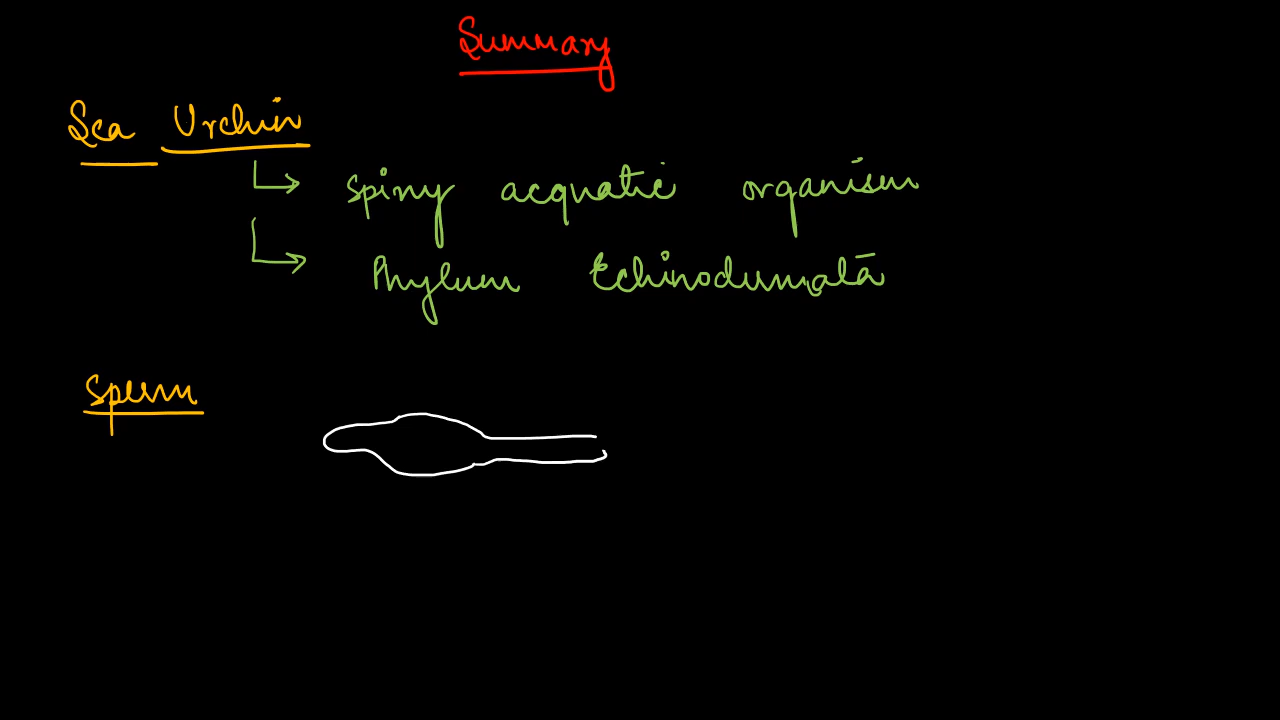 Summary
Sea Urchin
↳ Spiny acquatic organism
↳ Phylum Echinodermata
Sperm